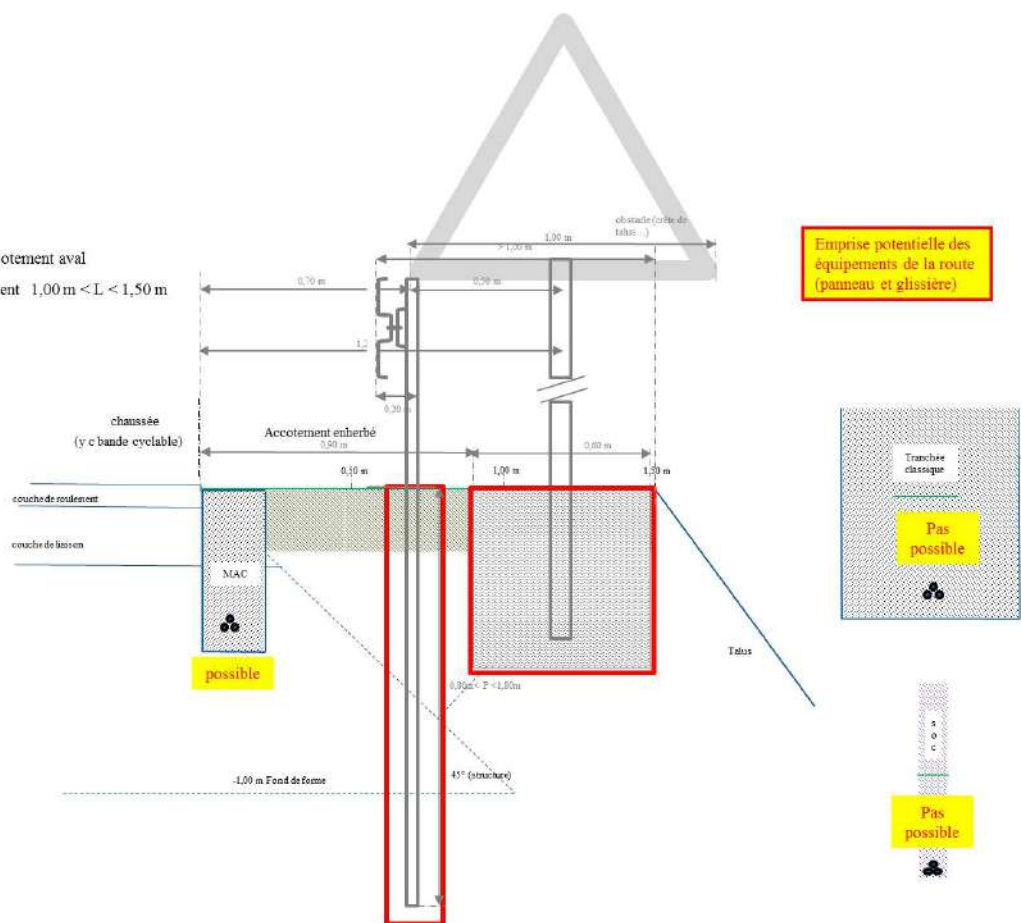 obstacle (crête de
talus…)
1,00 m
> 1,00 m
otement aval
ent 1,00 m < L < 1,50 m
0,70 m
0,50 m
Emprise potentielle des
équipements de la route
(panneau et glissière)
1,2
0,20 m
chaussée
(y c bande cyclable)
Accotement enherbé
0,90 m
0,60 m
0,50 m
1,00 m
1,50 m
couche de roulement
couche de liaison
MAC
possible
Tranchée
classique
Pas
possible
Talus
0,80m < P < 1,80m
-1,00 m Fond de forme
45° (structure)
s
o
c
Pas
possible